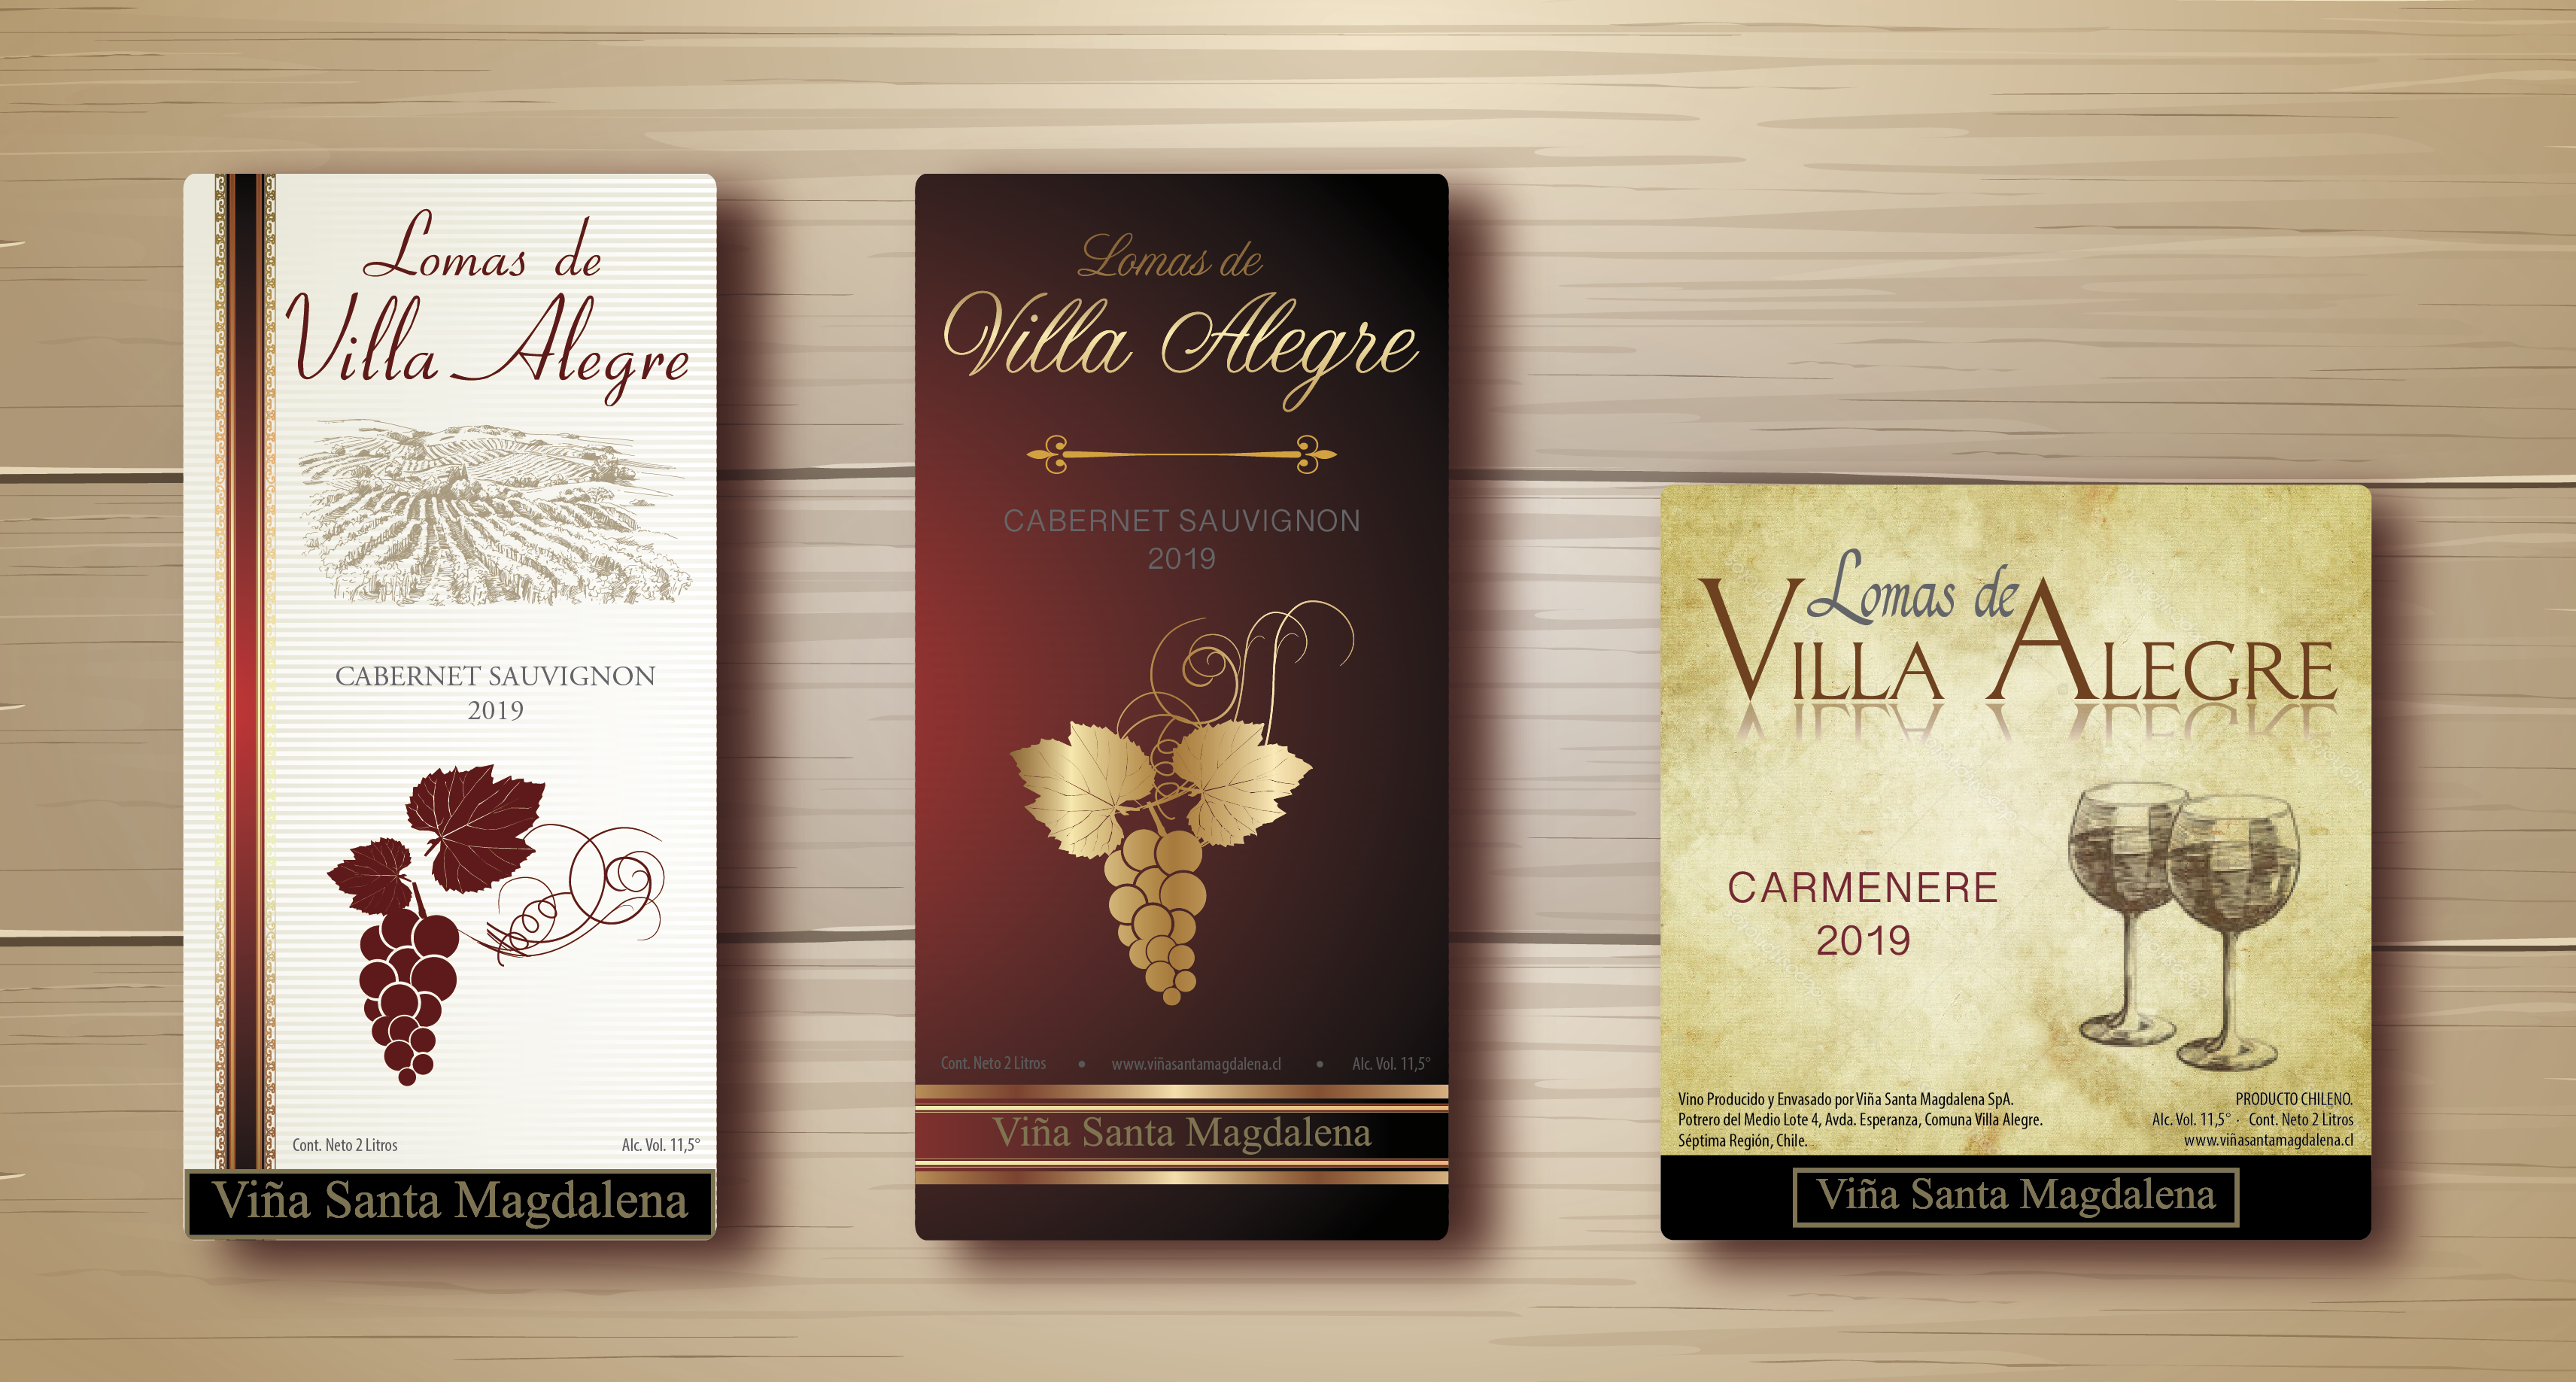 Lomas de
Villa Alegre
CABERNET SAUVIGNON
2019
Cont. Neto 2 Litros
Alc. Vol. 11,5°
Viña Santa Magdalena
Lomas de
Villa Alegre
CABERNET SAUVIGNON
2019
Cont. Neto 2 Litros • www.viñasantamagdalena.cl • Alc. Vol. 11,5°
Viña Santa Magdalena
Lomas de
VILLA ALEGRE
CARMENERE
2019
Vino Producido y Envasado por Viña Santa Magdalena SpA.
Potrero del Medio Lote 4, Avda. Esperanza, Comuna Villa Alegre.
Séptima Región, Chile.
PRODUCTO CHILENO.
Alc. Vol. 11,5° · Cont. Neto 2 Litros
www.viñasantamagdalena.cl
Viña Santa Magdalena